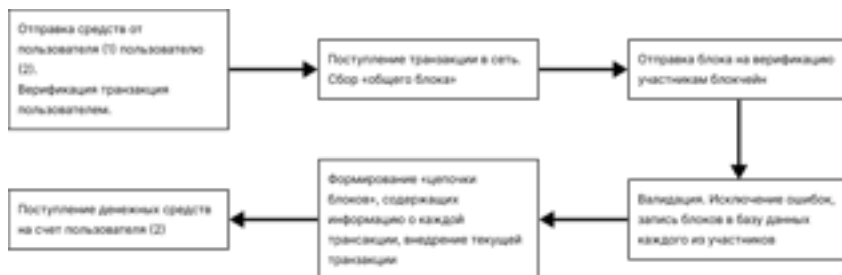 Отправка средств от
пользователя (1) пользователю
(2).
Верификация транзакция
пользователем.
Поступление транзакции в сеть.
Сбор «общего блока»
Отправка блока на верификацию
участникам блокчейн
Валидация. Исключение ошибок,
запись блоков в базу данных
каждого из участников
Формирование «цепочки
блоков», содержащих
информацию о каждой
трансакции, внедрение текущей
транзакции
Поступление денежных средств
на счет пользователя (2)